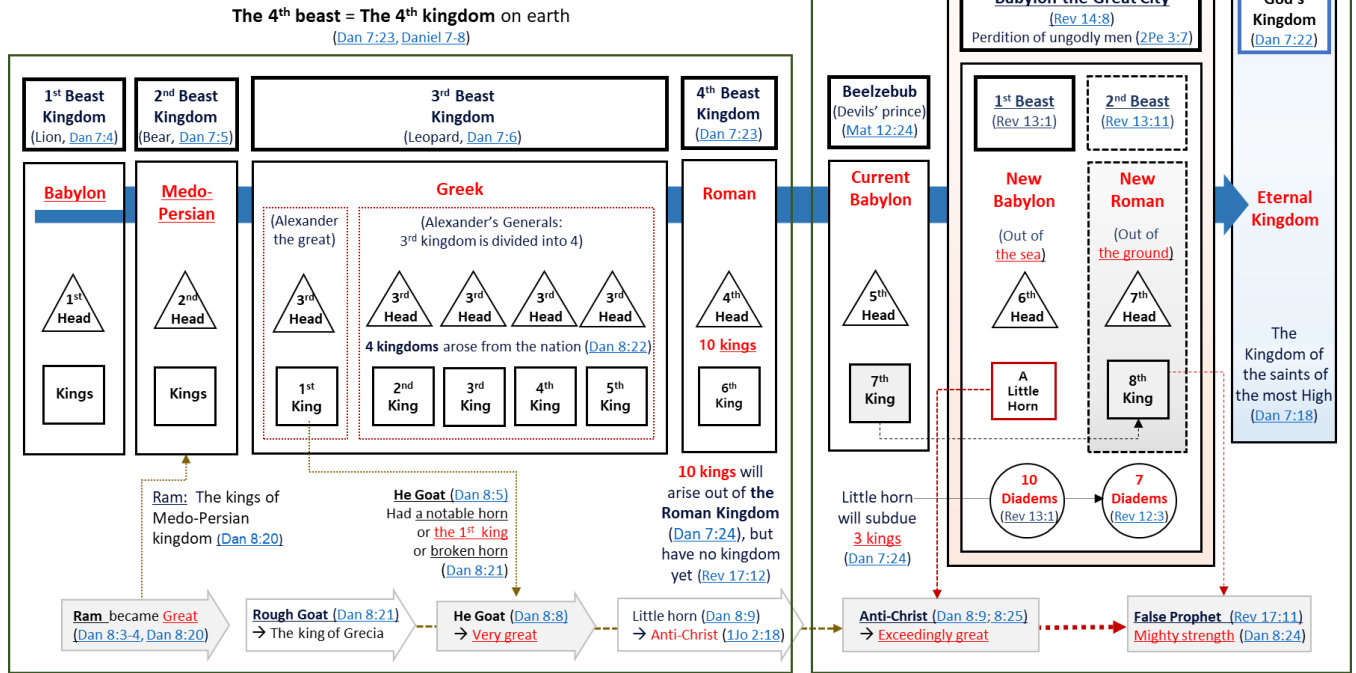 The 4th beast = The 4th kingdom on earth
(Dan 7:23, Daniel 7-8)
Babylon the Great City
(Rev 14:8)
Perdition of ungodly men (2Pe 3:7)
God's
Kingdom
(Dan 7:22)
1st Beast
Kingdom
(Lion, Dan 7:4)
2nd Beast
Kingdom
(Bear, Dan 7:5)
3rd Beast
Kingdom
(Leopard, Dan 7:6)
4th Beast
Kingdom
(Dan 7:23)
Beelzebub
(Devils' prince)
(Mat 12:24)
1st Beast
(Rev 13:1)
2nd Beast
(Rev 13:11)
Babylon
Medo-
Persian
Greek
Roman
Current
Babylon
New
Babylon
New
Roman
Eternal
Kingdom
(Alexander
the great)
(Alexander's Generals:
3rd kingdom is divided into 4)
(Out of
the sea)
(Out of
the ground)
1st
Head
2nd
Head
3rd
Head
3rd
Head
3rd
Head
3rd
Head
3rd
Head
4th
Head
5th
Head
6th
Head
7th
Head
4 kingdoms arose from the nation (Dan 8:22)
10 kings
Kings
Kings
1st
King
2nd
King
3rd
King
4th
King
5th
King
6th
King
7th
King
A
Little
Horn
8th
King
The
Kingdom of
the saints of
the most High
(Dan 7:18)
Ram: The kings of
Medo-Persian
kingdom (Dan 8:20)
He Goat (Dan 8:5)
Had a notable horn
or the 1st king
or broken horn
(Dan 8:21)
10 kings will
arise out of the
Roman Kingdom
(Dan 7:24), but
have no kingdom
yet (Rev 17:12)
Little horn
will subdue
3 kings
(Dan 7:24)
10
Diadems
(Rev 13:1)
7
Diadems
(Rev 12:3)
Ram became Great
(Dan 8:3-4, Dan 8:20)
Rough Goat (Dan 8:21)
→ The king of Grecia
He Goat (Dan 8:8)
→ Very great
Little horn (Dan 8:9)
→ Anti-Christ (1Jo 2:18)
Anti-Christ (Dan 8:9; 8:25)
→ Exceedingly great
False Prophet (Rev 17:11)
Mighty strength (Dan 8:24)